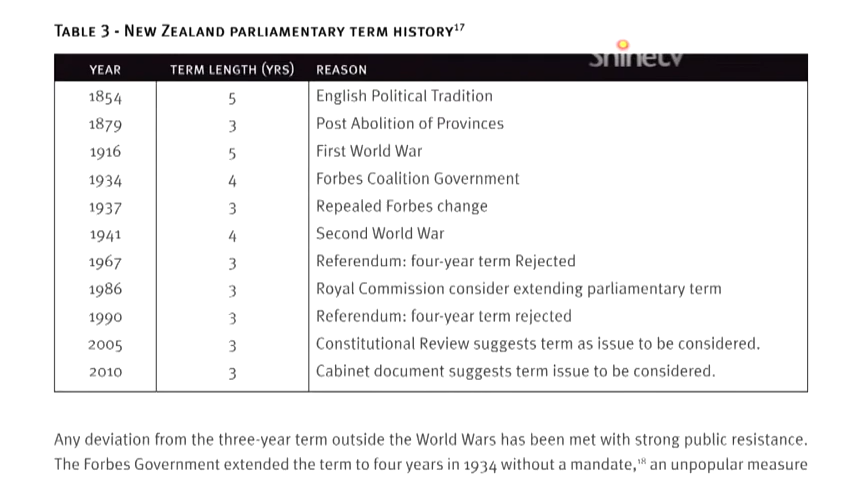 TABLE 3 - NEW ZEALAND PARLIAMENTARY TERM HISTORY¹⁷
shinetv
YEAR TERM LENGTH (YRS) REASON
1854 5 English Political Tradition
1879 3 Post Abolition of Provinces
1916 5 First World War
1934 4 Forbes Coalition Government
1937 3 Repealed Forbes change
1941 4 Second World War
1967 3 Referendum: four-year term Rejected
1986 3 Royal Commission consider extending parliamentary term
1990 3 Referendum: four-year term rejected
2005 3 Constitutional Review suggests term as issue to be considered.
2010 3 Cabinet document suggests term issue to be considered.
Any deviation from the three-year term outside the World Wars has been met with strong public resistance.
The Forbes Government extended the term to four years in 1934 without a mandate,¹⁸ an unpopular measure